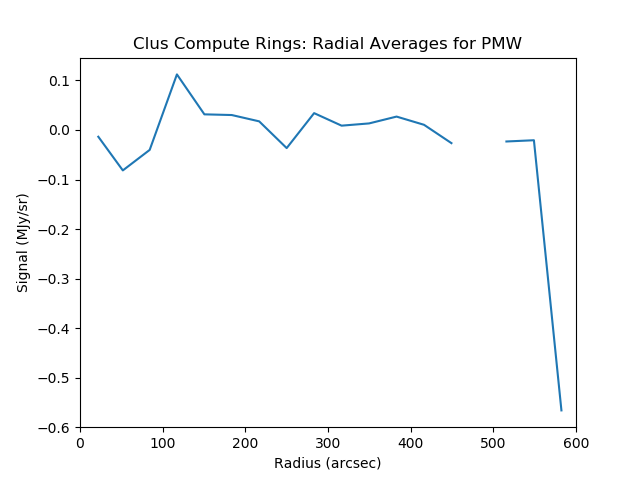 Clus Compute Rings: Radial Averages for PMW
Signal (MJy/sr)
0.1
0.0
−0.1
−0.2
−0.3
−0.4
−0.5
−0.6
0 100 200 300 400 500 600
Radius (arcsec)